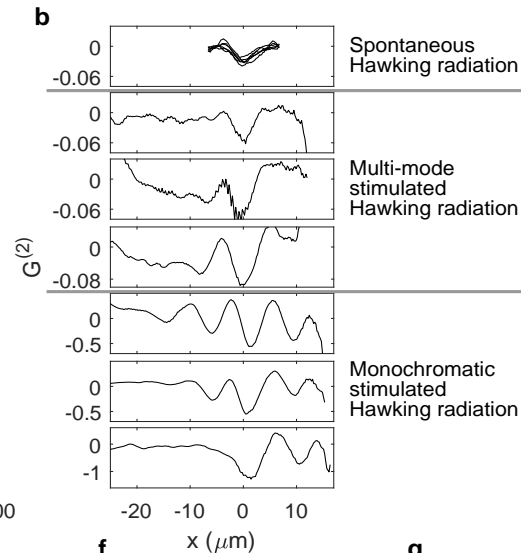 b
0
-0.06
Spontaneous
Hawking radiation
0
-0.06
0
-0.06
Multi-mode
stimulated
Hawking radiation
0
-0.08
G(2)
0
-0.5
0
-0.5
Monochromatic
stimulated
Hawking radiation
0
-1
00
-20 -10 0 10
x (μm)
f g